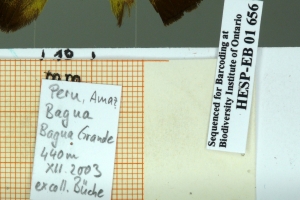 10
mm
Peru, Amaz
Bagua
Bagua Grande
440m
XII.2003
excoll. Büche
Sequenced for Barcoding at
Biodiversity Institute of Ontario
HESP-EB 01 656